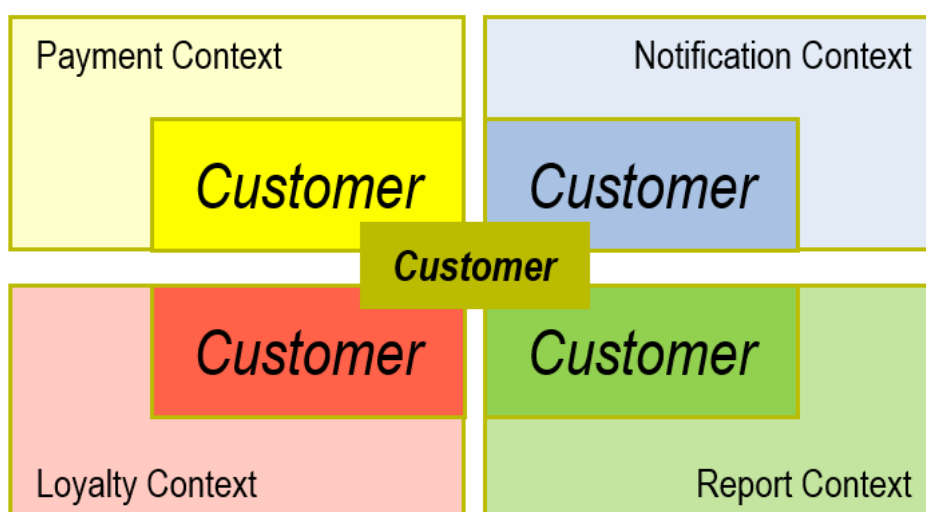 Payment Context
Notification Context
Customer
Customer
Customer
Customer
Customer
Loyalty Context
Report Context